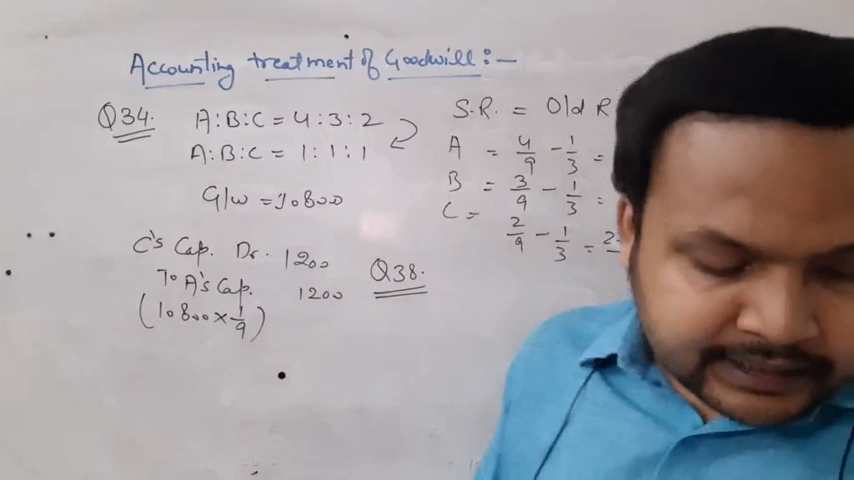 Accounting treatment of Goodwill :-
Q34. A:B:C = 4:3:2
A:B:C = 1:1:1
G/w = 10800
C's Cap. Dr. 1200
To A's Cap. 1200
(10800 × 1/9)
Q38.
S.R. = Old R
A = 4/9 - 1/3 =
B = 3/9 - 1/3 =
C = 2/9 - 1/3 = 2-